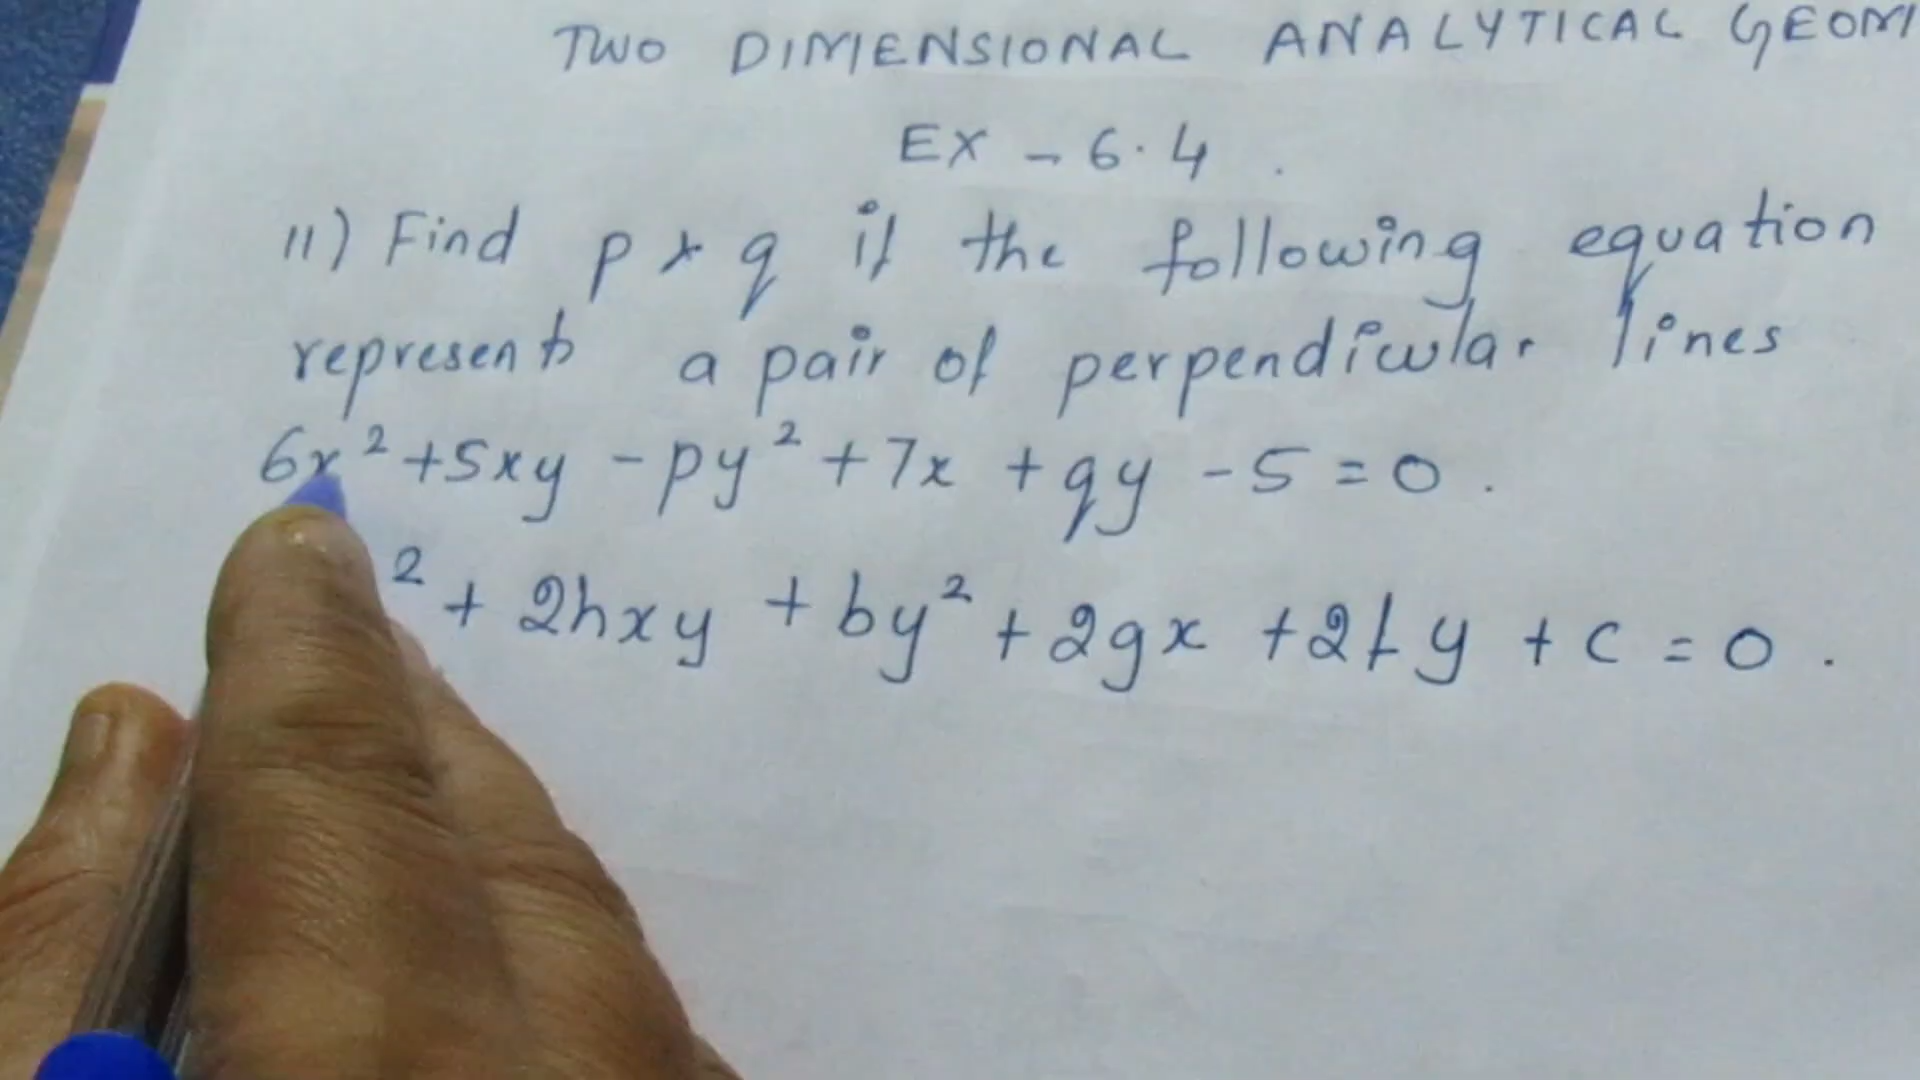 TWO DIMENSIONAL ANALYTICAL GEOM
EX - 6.4.
11) Find p & q if the following equation
represents a pair of perpendicular lines
6x² + 5xy - py² + 7x + qy - 5 = 0.
² + 2hxy + by² + 2gx + 2fy + c = 0.